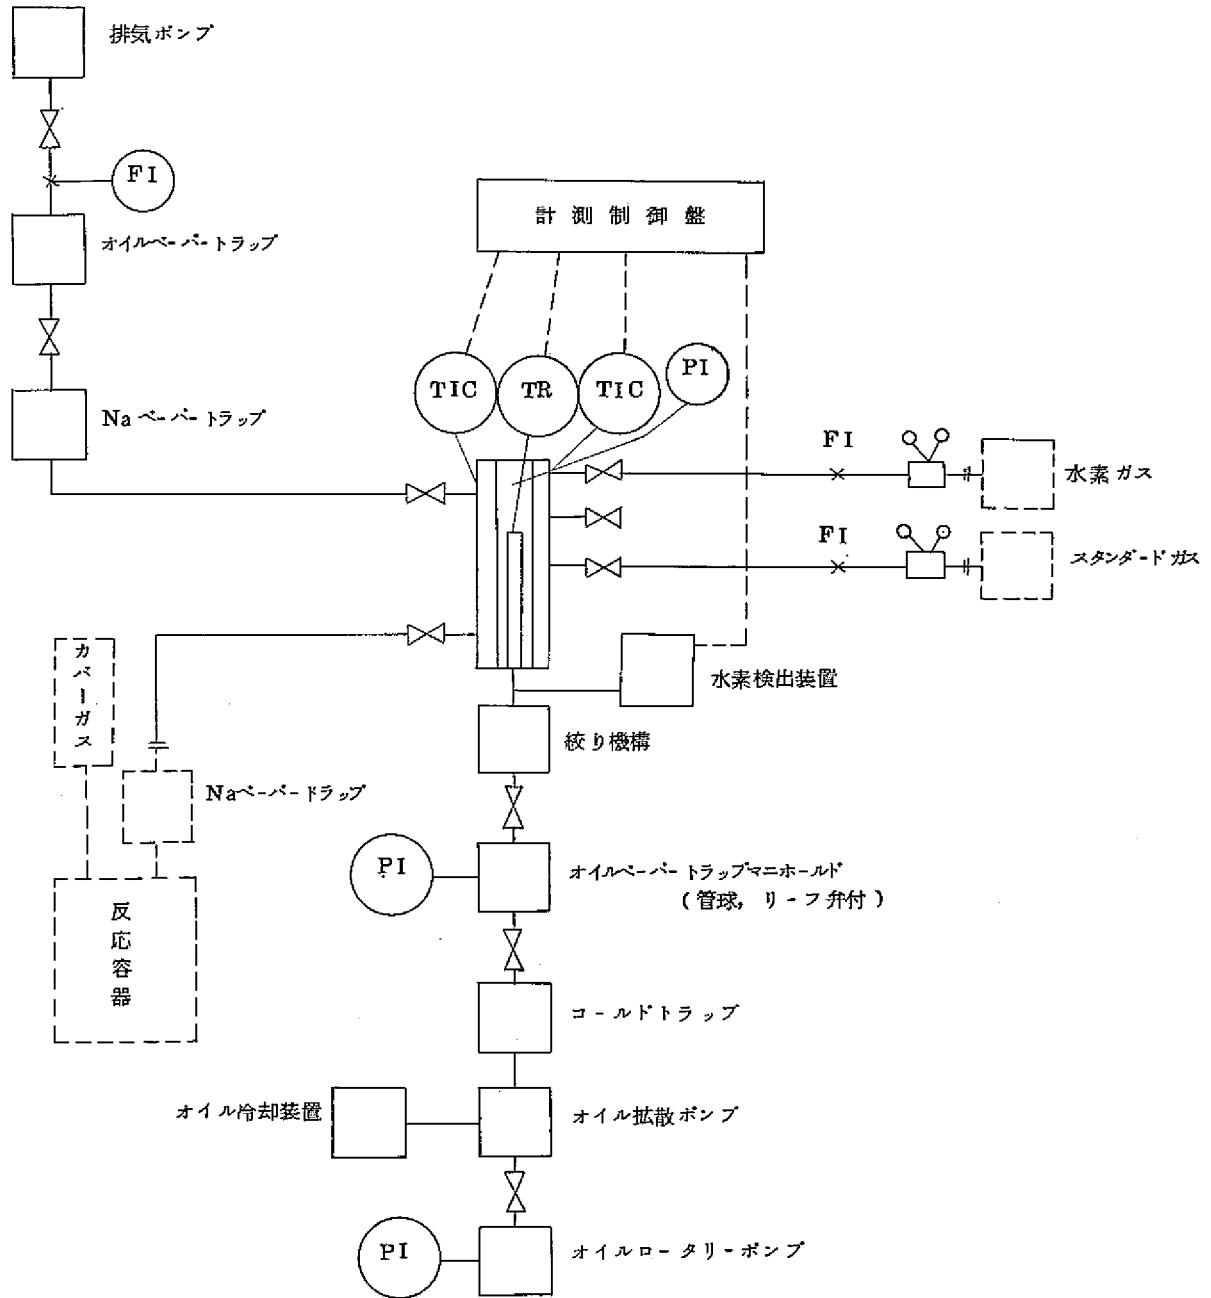 排気ポンプ
FI
計測制御盤
オイルベーパートラップ
TIC
TR
TIC
PI
Naベーパートラップ
FI
水素ガス
FI
スタンダードガス
カバーガス
水素検出装置
絞り機構
Naベーパードラップ
PI
オイルベーパートラップマニホールド
(管球, リーフ弁付)
反応容器
コールドトラップ
オイル冷却装置
オイル拡散ポンプ
PI
オイルロータリーポンプ